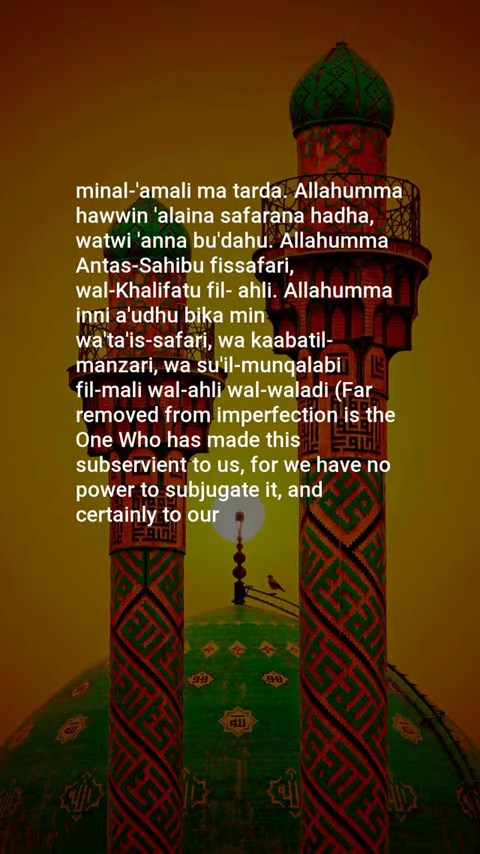 minal-'amali ma tarda. Allahumma
hawwin 'alaina safarana hadha,
watwi 'anna bu'dahu. Allahumma
Antas-Sahibu fissafari,
wal-Khalifatu fil- ahli. Allahumma
inni a'udhu bika min
wa'ta'is-safari, wa kaabatil-
manzari, wa su'il-munqalabi
fil-mali wal-ahli wal-waladi (Far
removed from imperfection is the
One Who has made this
subservient to us, for we have no
power to subjugate it, and
certainly to our
الله